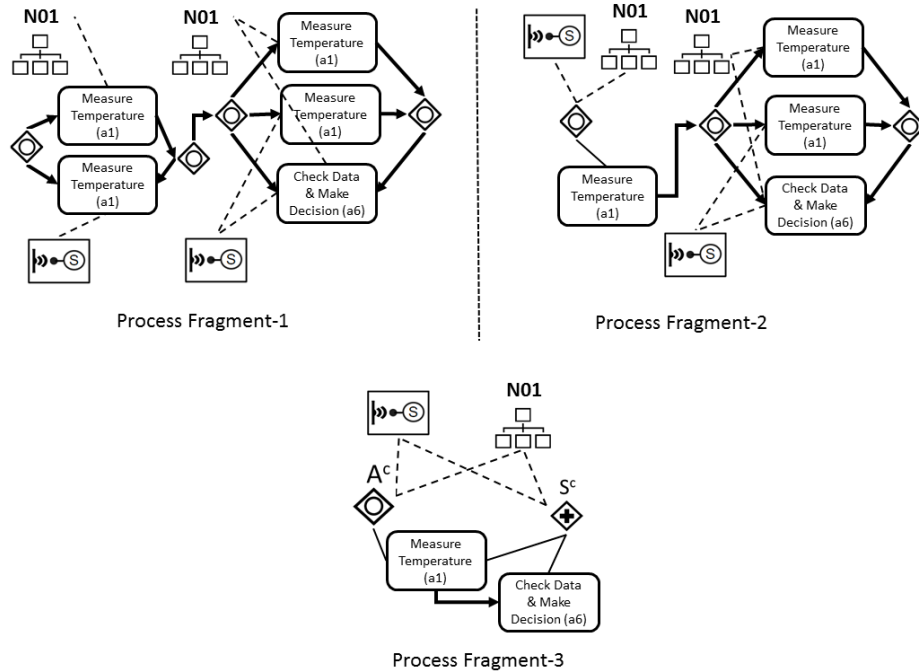 N01
Measure
Temperature
(a1)
Measure
Temperature
(a1)
S
N01
Measure
Temperature
(a1)
Measure
Temperature
(a1)
Check Data
& Make
Decision (a6)
S
Process Fragment-1
S
N01
Measure
Temperature
(a1)
N01
Measure
Temperature
(a1)
Measure
Temperature
(a1)
Check Data
& Make
Decision (a6)
S
Process Fragment-2
S
N01
Aᶜ
Sᶜ
Measure
Temperature
(a1)
Check Data
& Make
Decision (a6)
Process Fragment-3